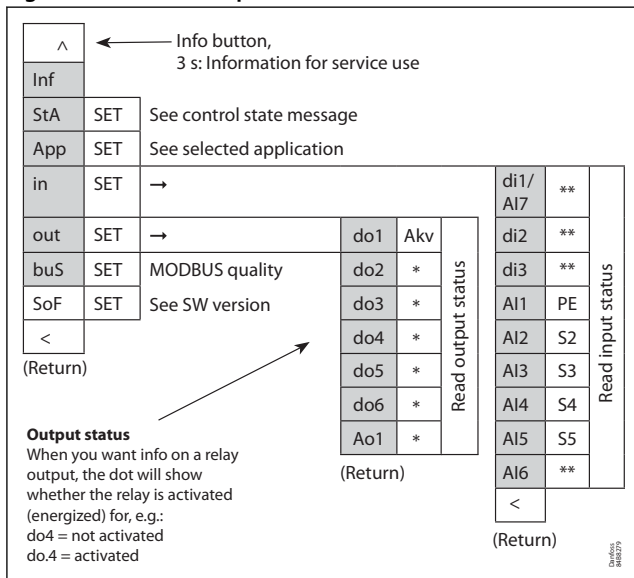 ^
Info button,
3 s: Information for service use
Inf
StA SET See control state message
App SET See selected application
in SET →
out SET →
buS SET MODBUS quality
SoF SET See SW version
<
(Return)
do1 Akv
do2 *
do3 *
do4 *
do5 *
do6 *
Ao1 *
Read output status
(Return)
di1/
AI7 **
di2 **
di3 **
AI1 PE
AI2 S2
AI3 S3
AI4 S4
AI5 S5
AI6 **
<
Read input status
(Return)
Output status
When you want info on a relay
output, the dot will show
whether the relay is activated
(energized) for, e.g.:
do4 = not activated
do.4 = activated
Danfoss
84B8279